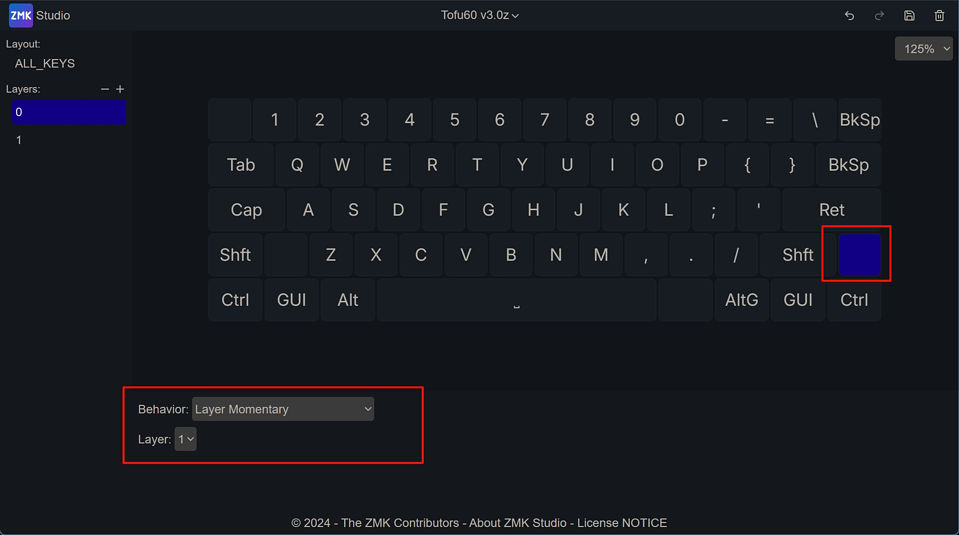 ZMK Studio
Tofu60 v3.0z
Layout:
ALL_KEYS
125%
Layers:
0
1
1 2 3 4 5 6 7 8 9 0 - = \ BkSp
Tab Q W E R T Y U I O P { } BkSp
Cap A S D F G H J K L ; ' Ret
Shft Z X C V B N M , . / Shft
Ctrl GUI Alt ␣ AltG GUI Ctrl
Behavior: Layer Momentary
Layer: 1
© 2024 - The ZMK Contributors - About ZMK Studio - License NOTICE